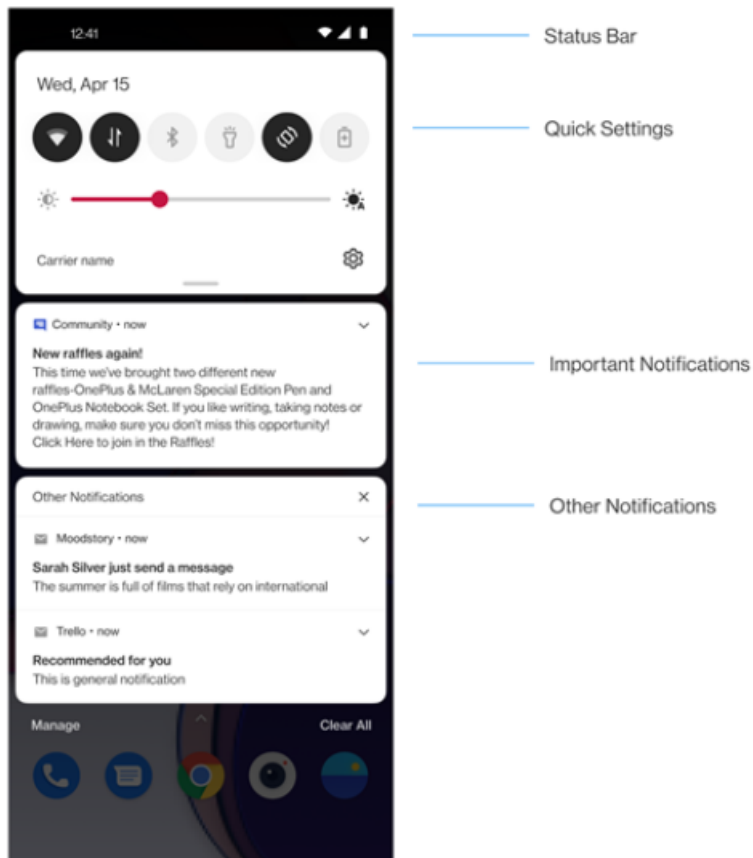 12:41
Status Bar
Wed, Apr 15
Quick Settings
A
Carrier name
Community • now
New raffles again!
This time we've brought two different new
raffles-OnePlus & McLaren Special Edition Pen and
OnePlus Notebook Set. If you like writing, taking notes or
drawing, make sure you don't miss this opportunity!
Click Here to join in the Raffles!
Important Notifications
Other Notifications
Other Notifications
Moodstory • now
Sarah Silver just send a message
The summer is full of films that rely on international
Trello • now
Recommended for you
This is general notification
Manage
Clear All